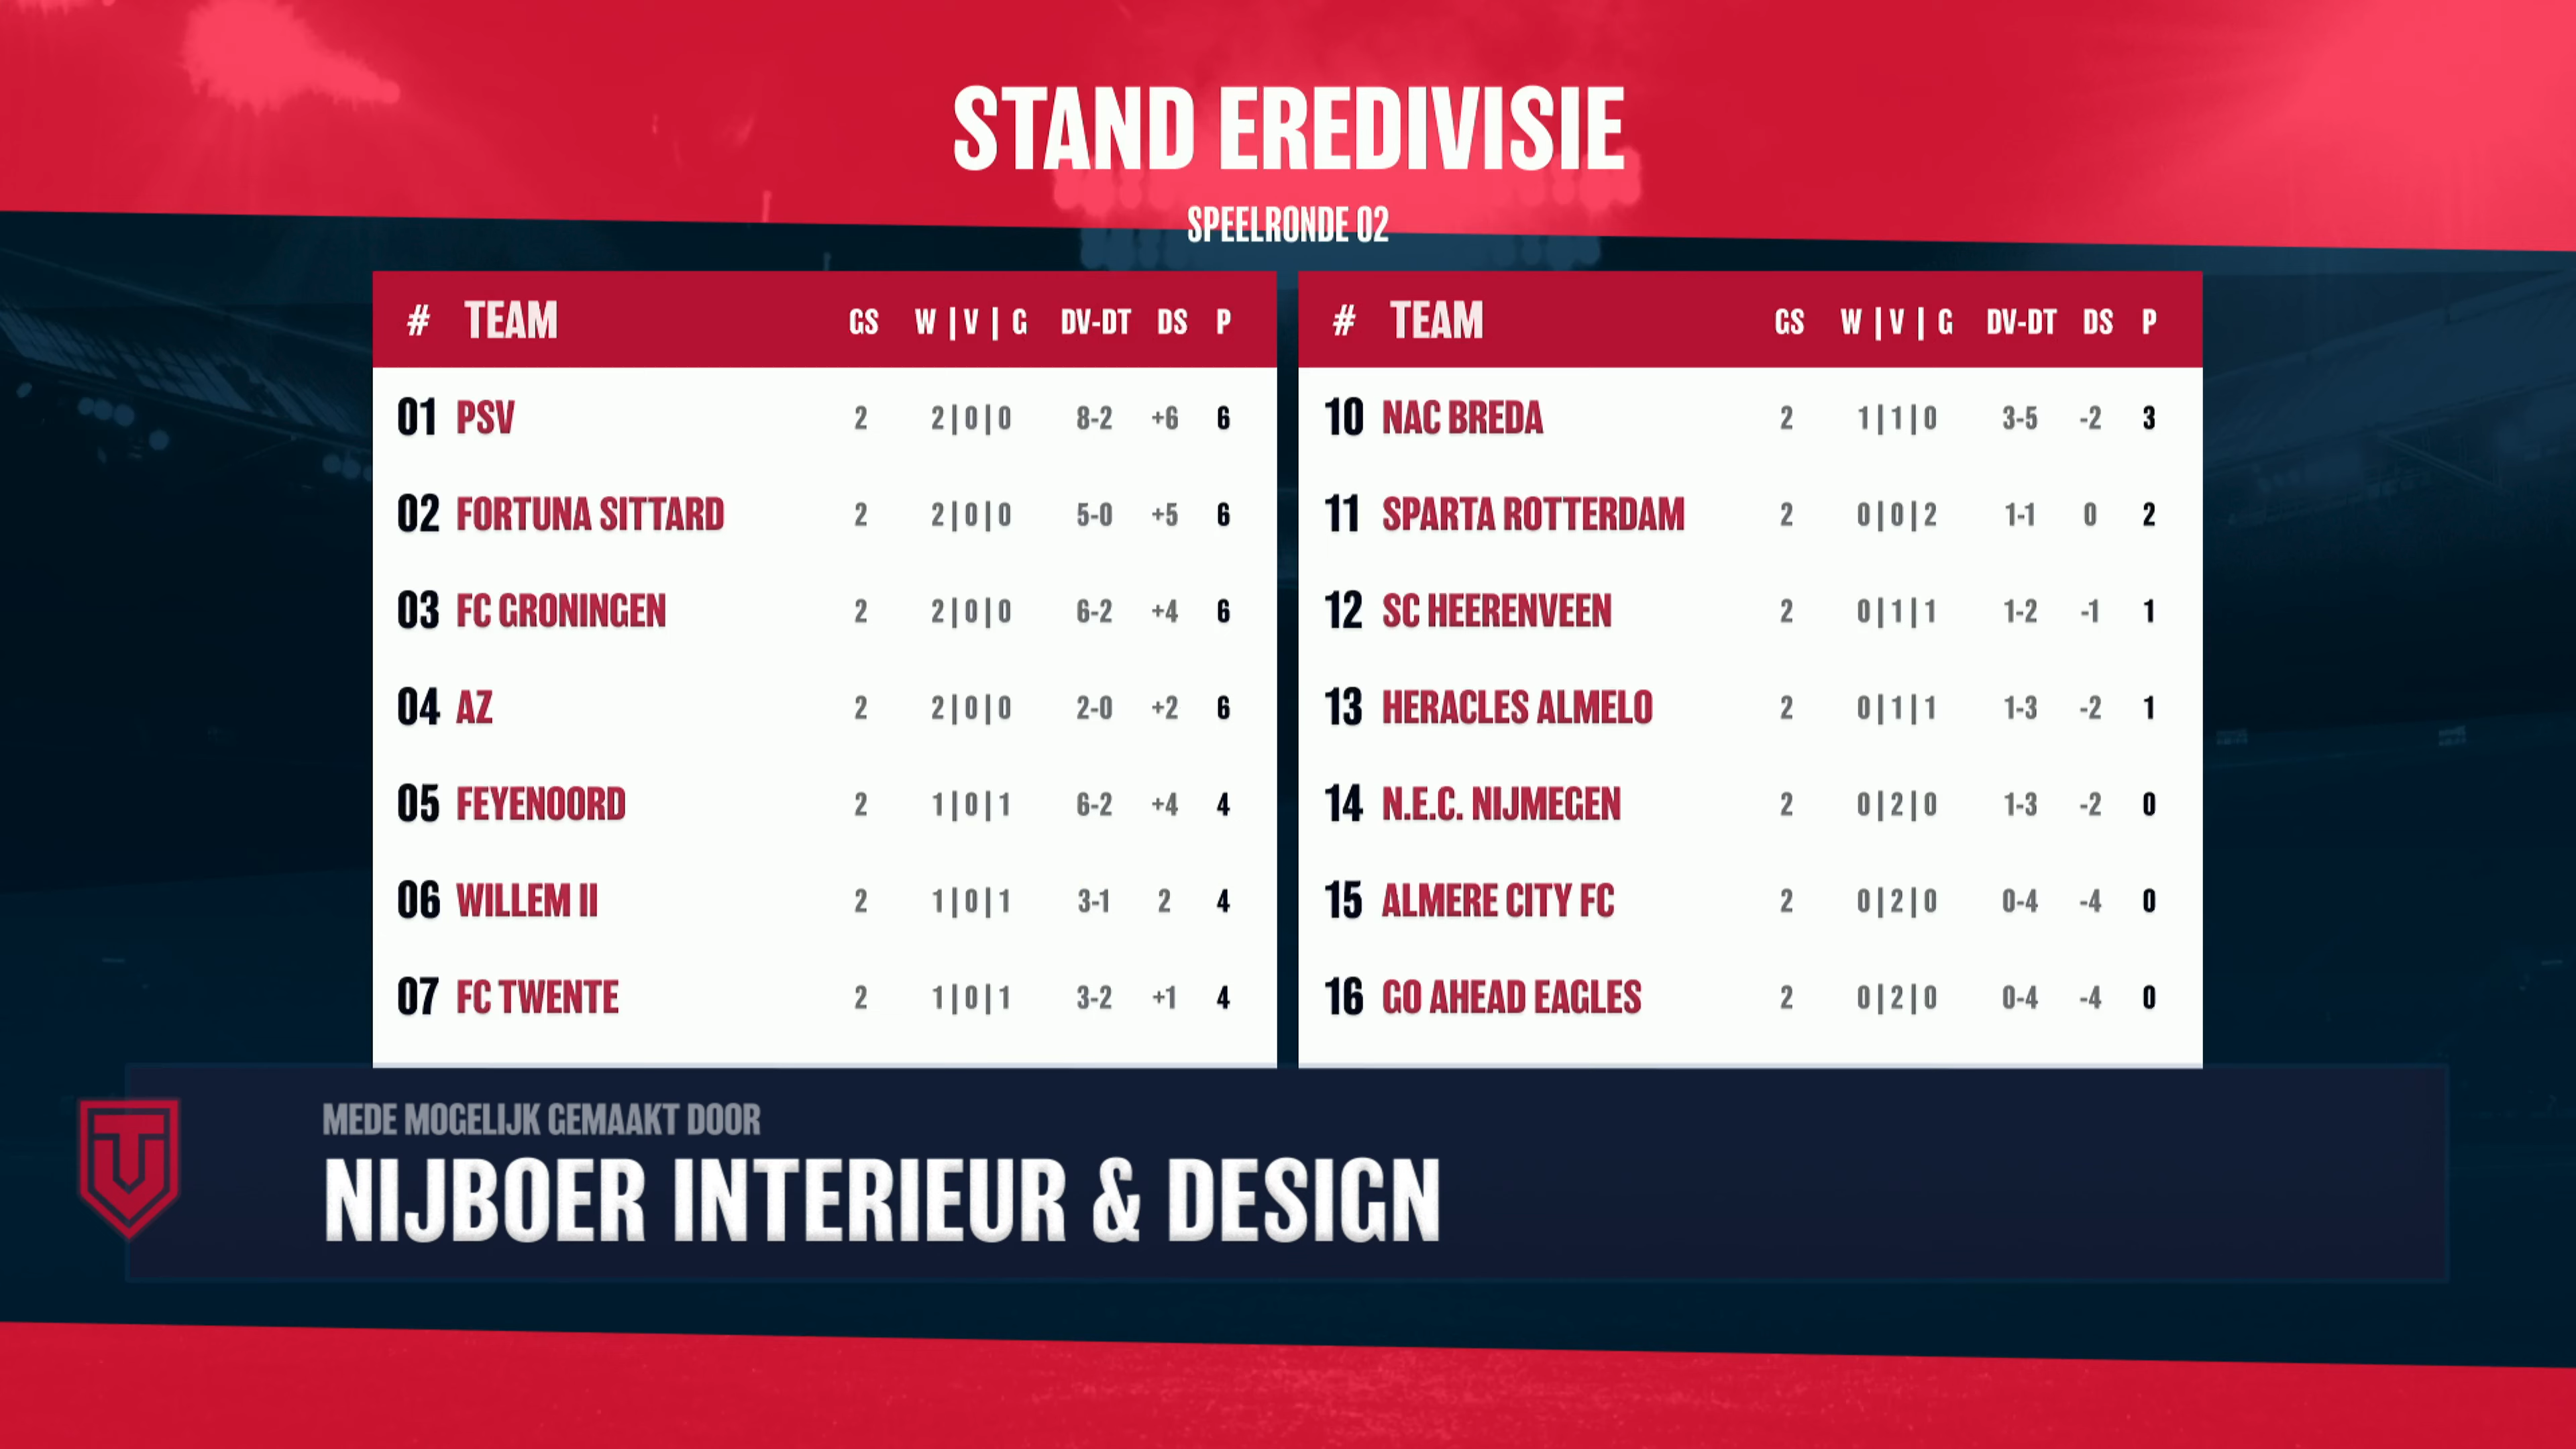 STAND EREDIVISIE
SPEELRONDE 02
# TEAM GS W | V | G DV-DT DS P
01 PSV 2 2|0|0 8-2 +6 6
02 FORTUNA SITTARD 2 2|0|0 5-0 +5 6
03 FC GRONINGEN 2 2|0|0 6-2 +4 6
04 AZ 2 2|0|0 2-0 +2 6
05 FEYENOORD 2 1|0|1 6-2 +4 4
06 WILLEM II 2 1|0|1 3-1 2 4
07 FC TWENTE 2 1|0|1 3-2 +1 4
# TEAM GS W | V | G DV-DT DS P
10 NAC BREDA 2 1|1|0 3-5 -2 3
11 SPARTA ROTTERDAM 2 0|0|2 1-1 0 2
12 SC HEERENVEEN 2 0|1|1 1-2 -1 1
13 HERACLES ALMELO 2 0|1|1 1-3 -2 1
14 N.E.C. NIJMEGEN 2 0|2|0 1-3 -2 0
15 ALMERE CITY FC 2 0|2|0 0-4 -4 0
16 GO AHEAD EAGLES 2 0|2|0 0-4 -4 0
MEDE MOGELIJK GEMAAKT DOOR
NIJBOER INTERIEUR & DESIGN